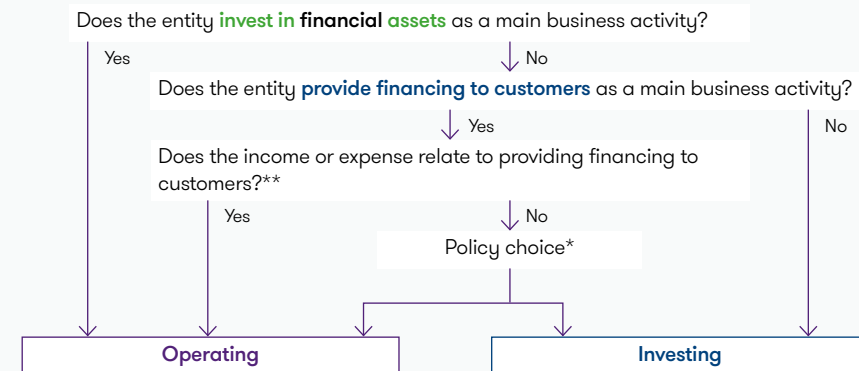 Does the entity invest in financial assets as a main business activity?
Yes
No
Does the entity provide financing to customers as a main business activity?
Yes
No
Does the income or expense relate to providing financing to
customers?**
Yes
No
Policy choice*
Operating
Investing